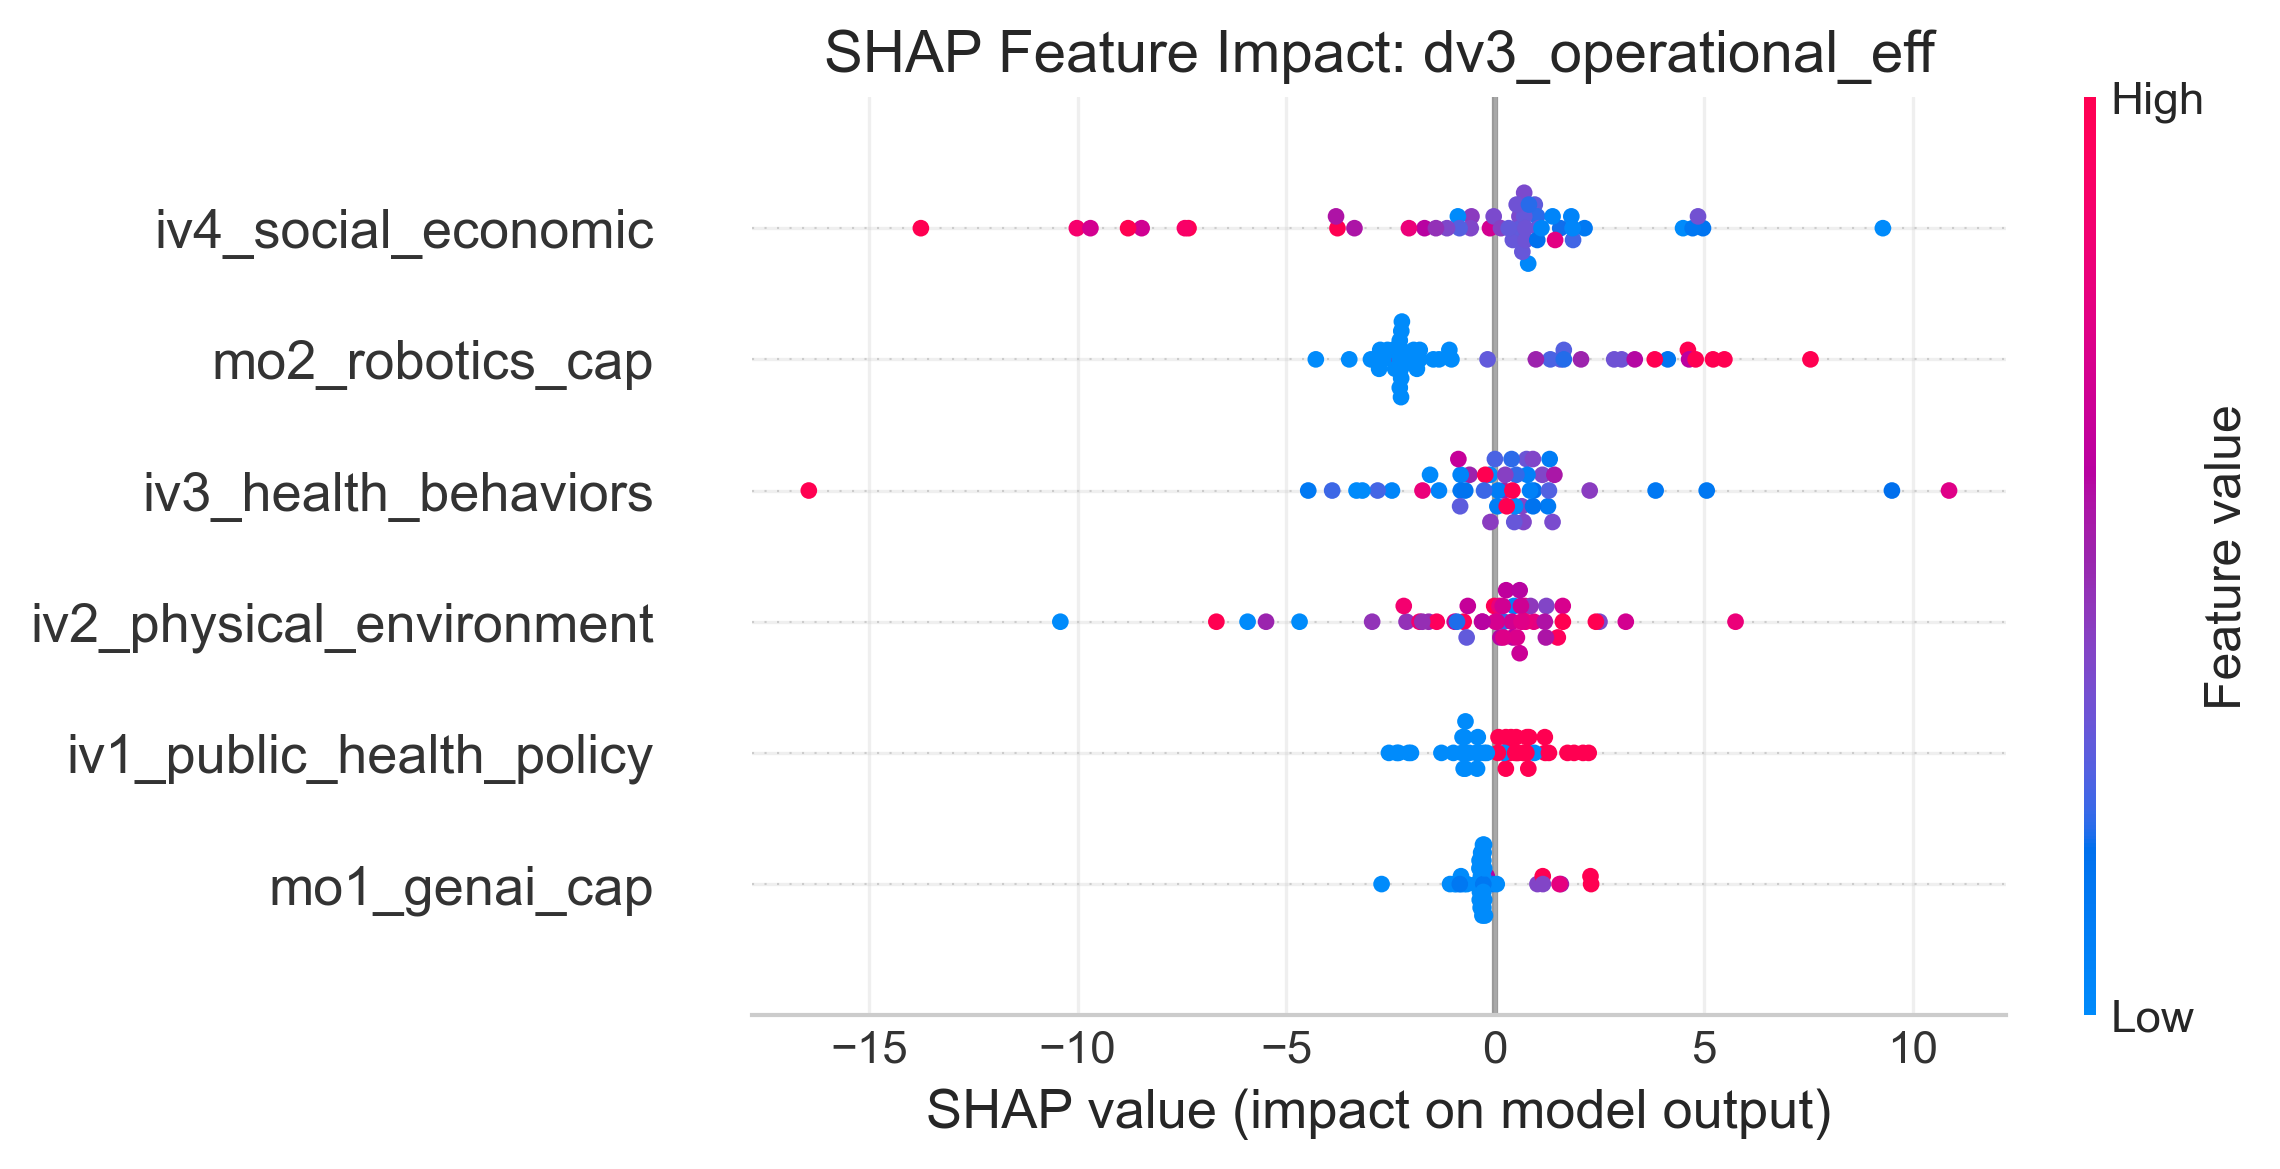 SHAP Feature Impact: dv3_operational_eff
High
iv4_social_economic
mo2_robotics_cap
iv3_health_behaviors
iv2_physical_environment
iv1_public_health_policy
mo1_genai_cap
Feature value
Low
−15 −10 −5 0 5 10
SHAP value (impact on model output)